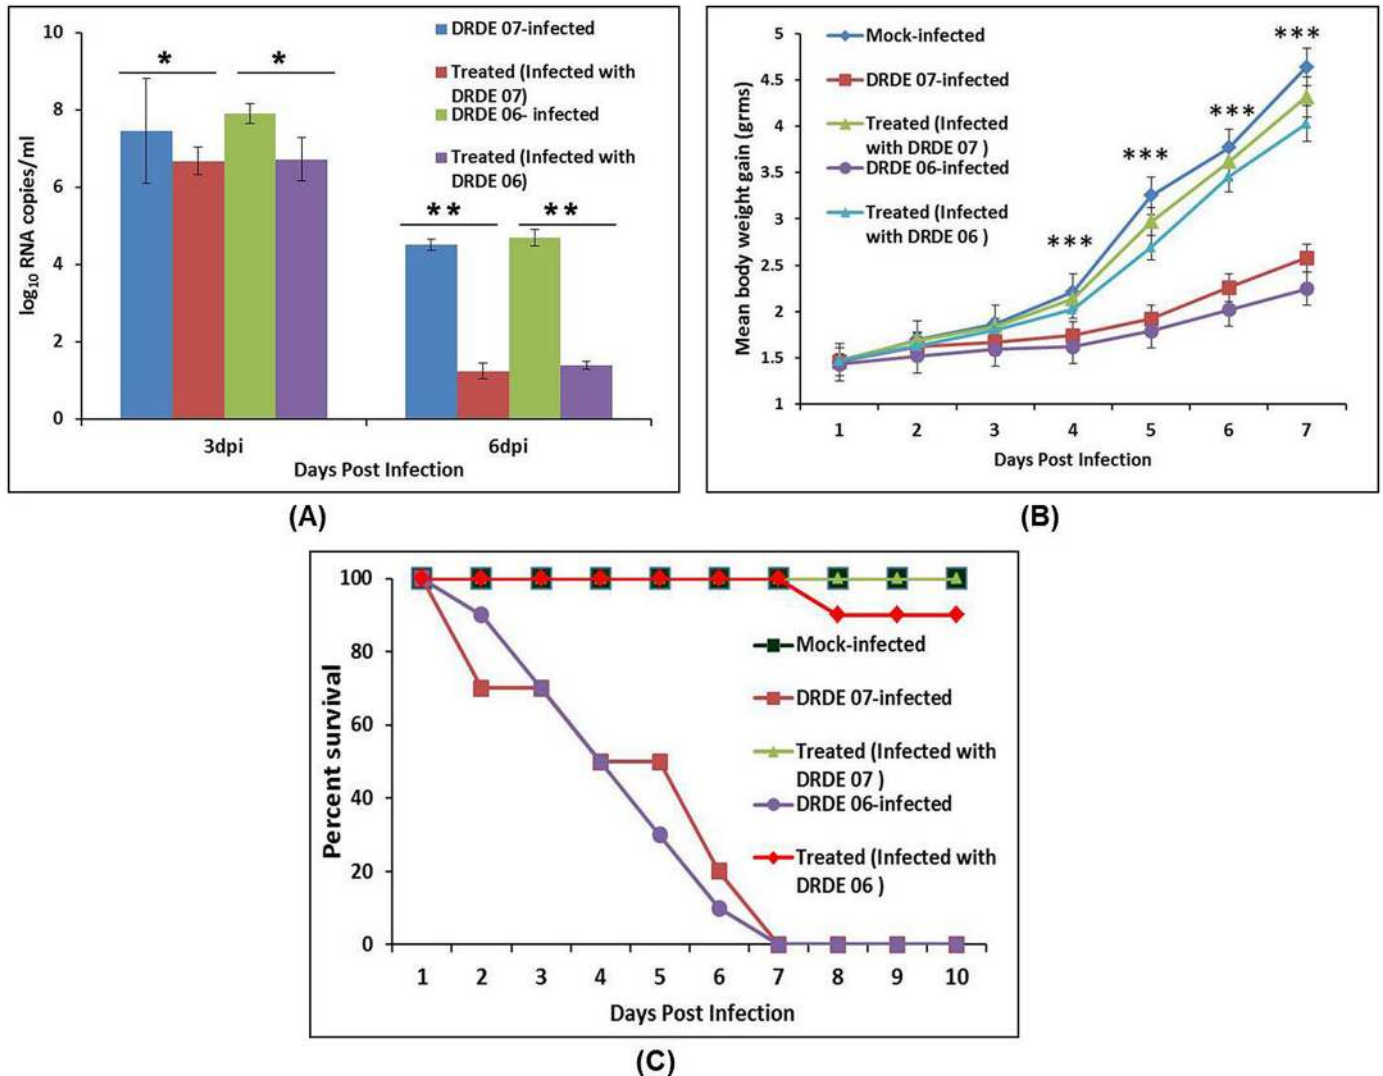 10
8
6
4
2
0
log10 RNA copies/ml
*
*
**
**
DRDE 07-infected
Treated (Infected with
DRDE 07)
DRDE 06- infected
Treated (Infected with
DRDE 06)
3dpi
6dpi
Days Post Infection
(A)
5
4.5
4
3.5
3
2.5
2
1.5
1
Mean body weight gain (grms)
Mock-infected
DRDE 07-infected
Treated (Infected
with DRDE 07 )
DRDE 06-infected
Treated (Infected
with DRDE 06 )
***
***
***
***
1 2 3 4 5 6 7
Days Post Infection
(B)
100
80
60
40
20
0
Percent survival
Mock-infected
DRDE 07-infected
Treated (Infected with
DRDE 07 )
DRDE 06-infected
Treated (Infected with
DRDE 06 )
1 2 3 4 5 6 7 8 9 10
Days Post Infection
(C)